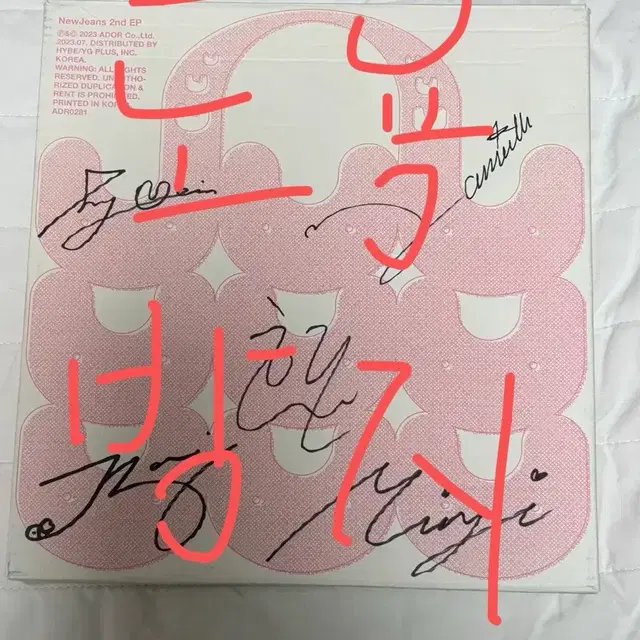 NewJeans 2nd EP
℗&© 2023 ADOR Co.,Ltd.
2023.07. DISTRIBUTED BY
HYBE/YG PLUS, INC.
KOREA.
WARNING: ALL RIGHTS
RESERVED. UNAUTHO-
RIZED DUPLICATION &
RENT IS PROHIBITED.
PRINTED IN KOREA
ADR0281
도용
방지
Minji